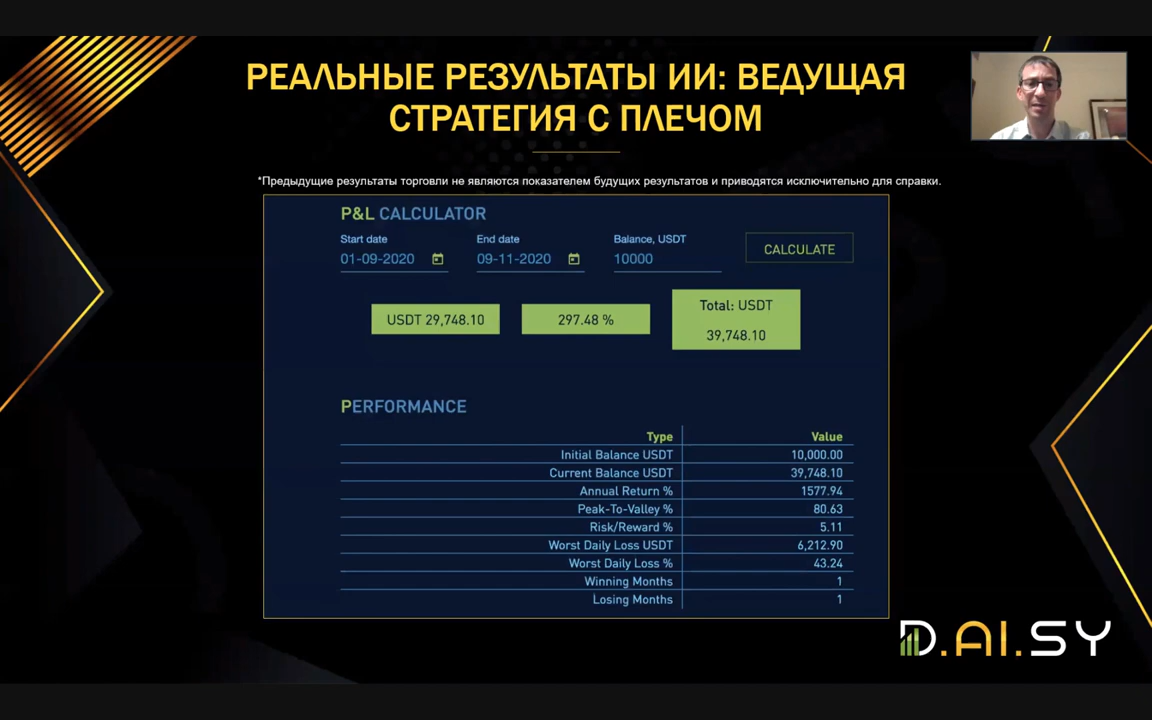 РЕАЛЬНЫЕ РЕЗУЛЬТАТЫ ИИ: ВЕДУЩАЯ
СТРАТЕГИЯ С ПЛЕЧОМ
*Предыдущие результаты торговли не являются показателем будущих результатов и приводятся исключительно для справки.
P&L CALCULATOR
Start date End date Balance, USDT
01-09-2020 09-11-2020 10000 CALCULATE
USDT 29,748.10 297.48 % Total: USDT
39,748.10
PERFORMANCE
Type Value
Initial Balance USDT 10,000.00
Current Balance USDT 39,748.10
Annual Return % 1577.94
Peak-To-Valley % 80.63
Risk/Reward % 5.11
Worst Daily Loss USDT 6,212.90
Worst Daily Loss % 43.24
Winning Months 1
Losing Months 1
D.AI.SY